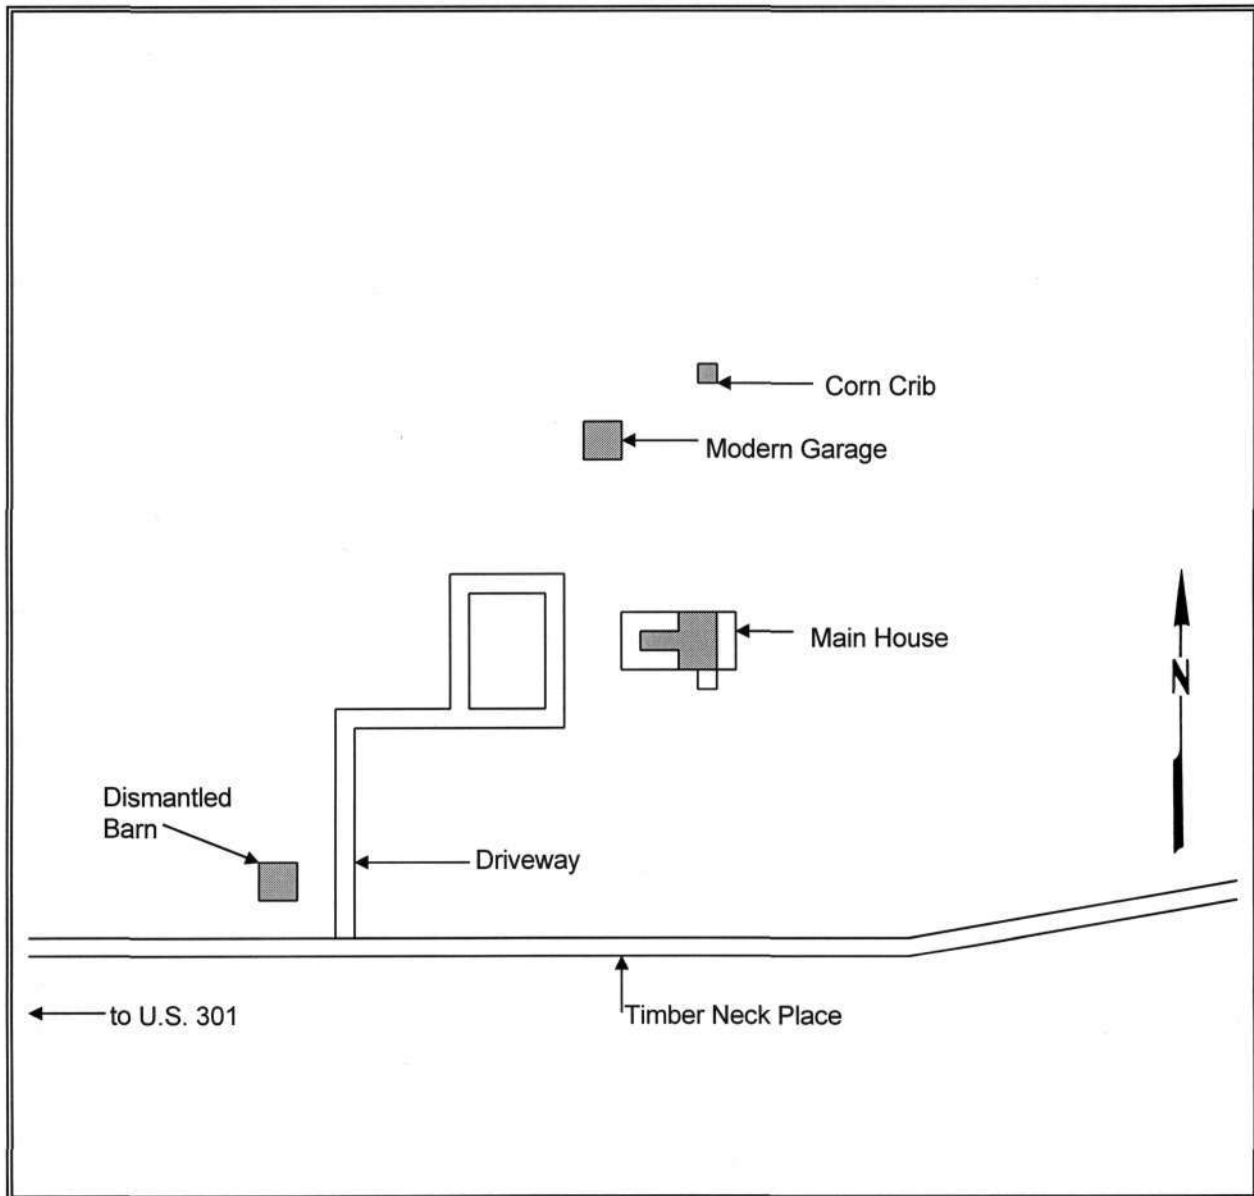 Corn Crib
Modern Garage
Main House
N
Dismantled
Barn
Driveway
to U.S. 301
Timber Neck Place